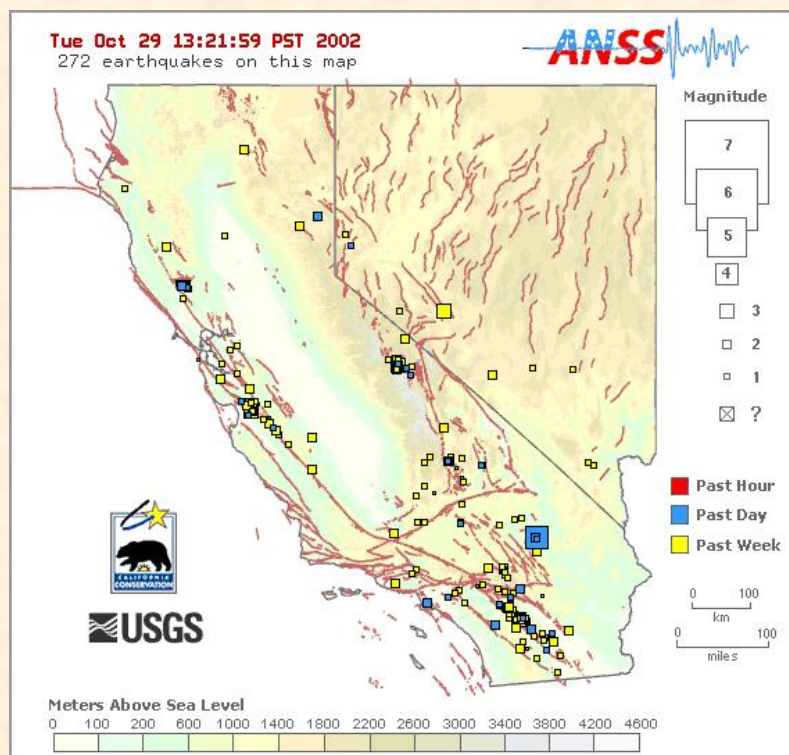 Tue Oct 29 13:21:59 PST 2002
272 earthquakes on this map
ANSS
Magnitude
7
6
5
4
3
2
1
?
Past Hour
Past Day
Past Week
0 100
km
0 100
miles
CALIFORNIA
CONSERVATION
USGS
Meters Above Sea Level
0 100 200 600 1000 1400 1800 2200 2600 3000 3400 3800 4200 4600